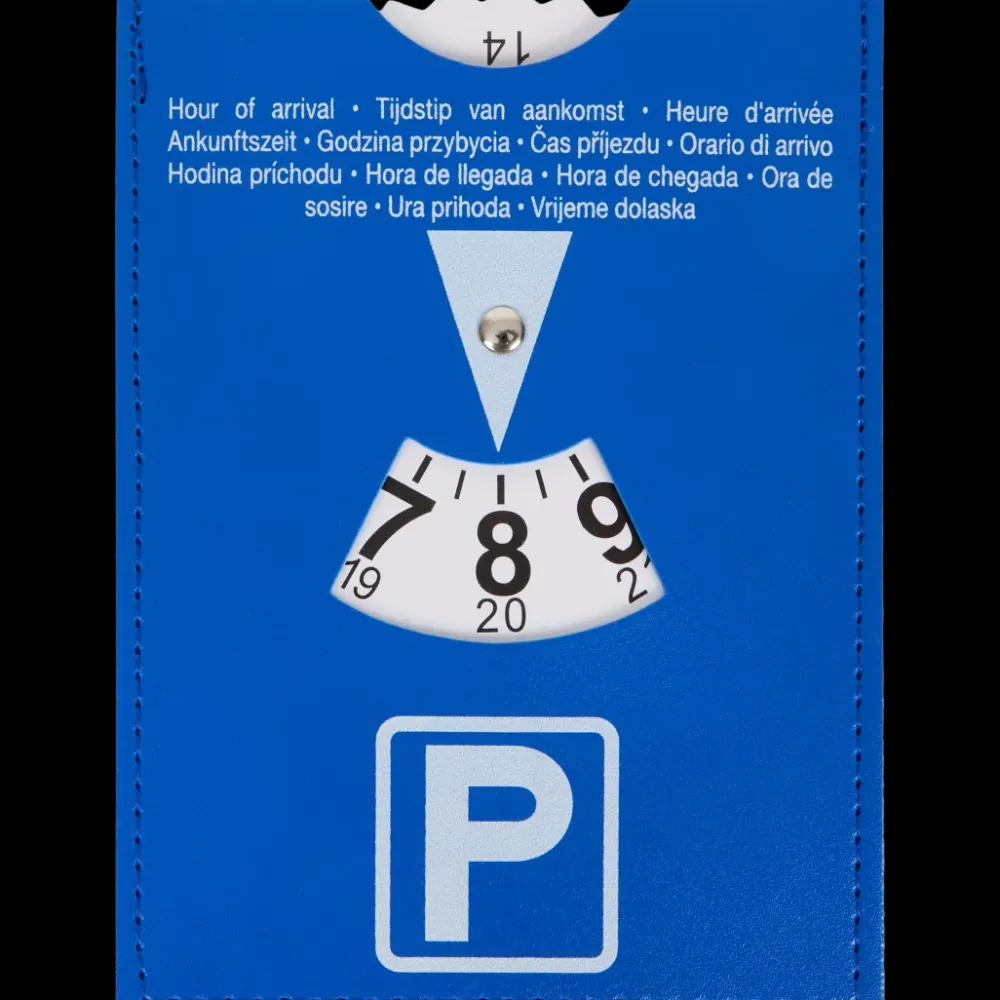 14
Hour of arrival • Tijdstip van aankomst • Heure d'arrivée
Ankunftszeit • Godzina przybycia • Čas příjezdu • Orario di arrivo
Hodina príchodu • Hora de llegada • Hora de chegada • Ora de
sosire • Ura prihoda • Vrijeme dolaska
7 8 9
19 20
P